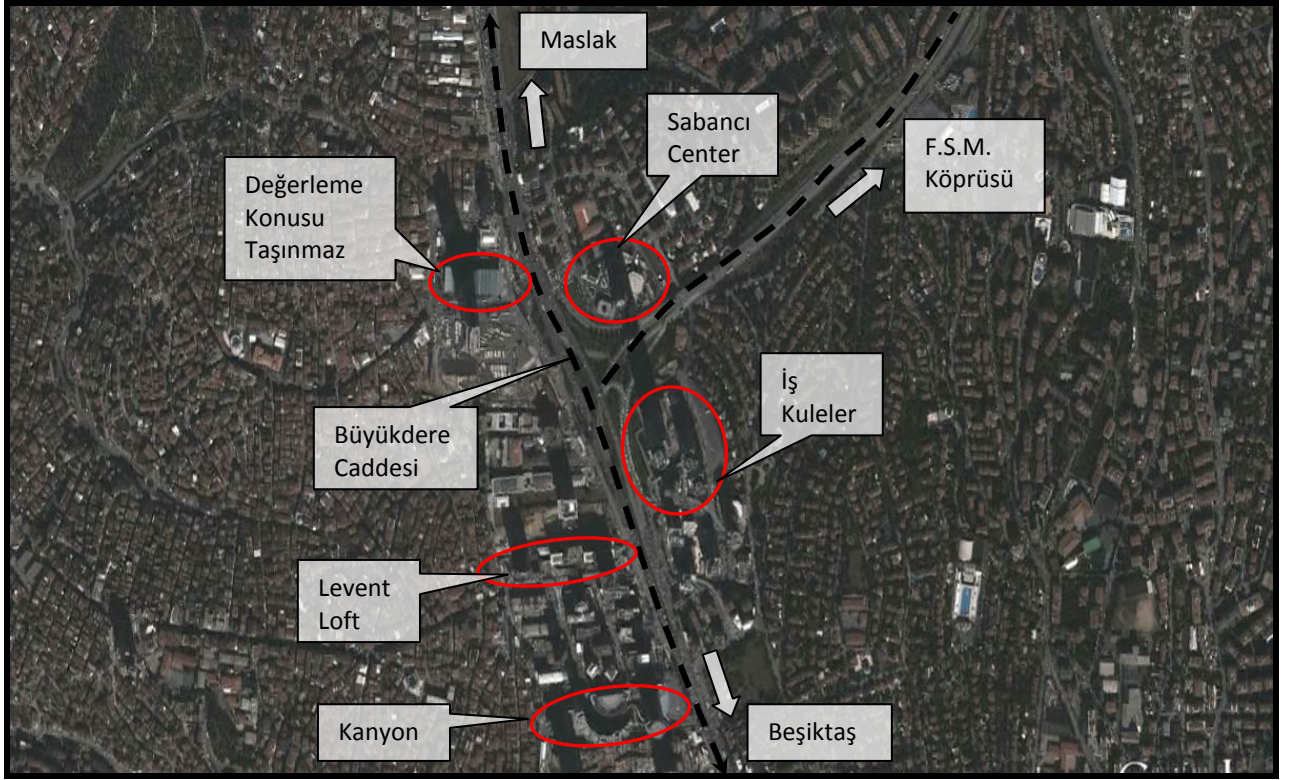 Maslak
Sabancı
Center
F.S.M.
Köprüsü
Değerleme
Konusu
Taşınmaz
İş
Kuleler
Büyükdere
Caddesi
Levent
Loft
Kanyon
Beşiktaş